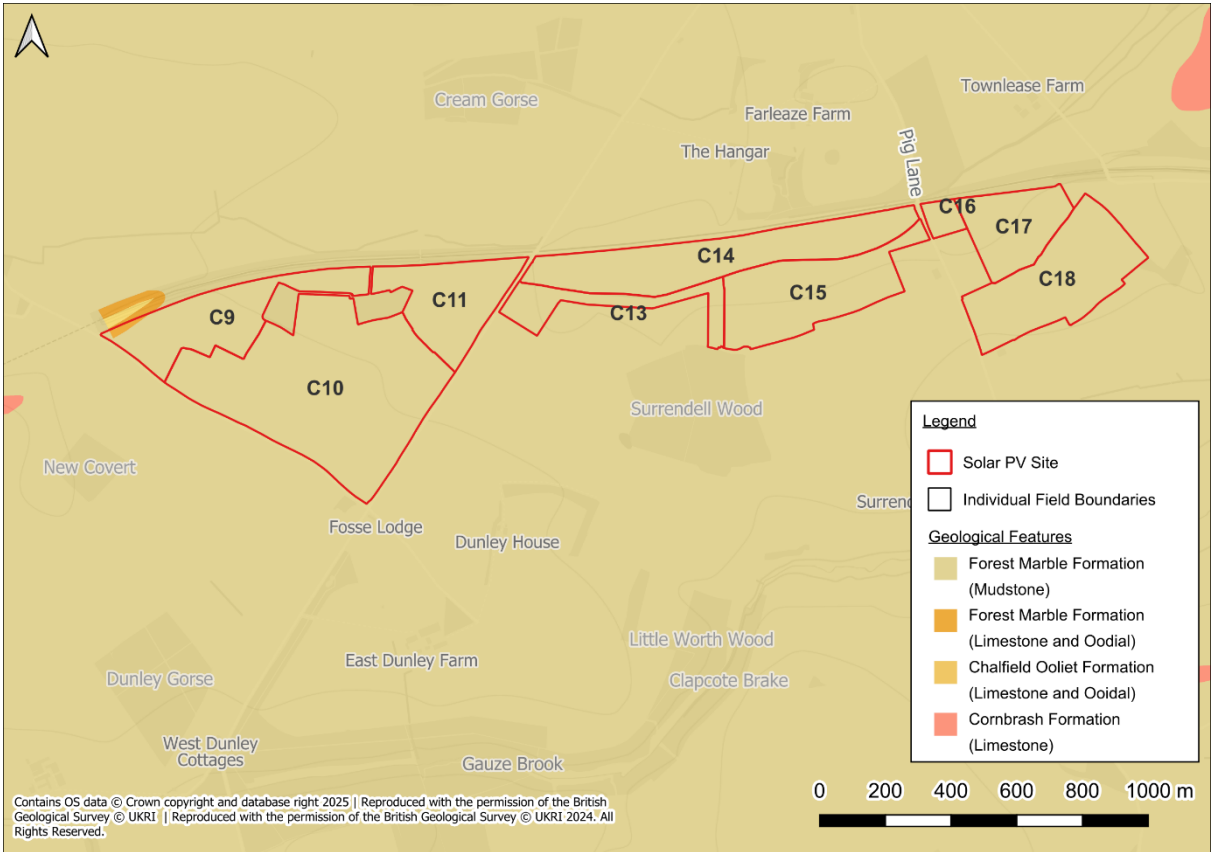 Cream Gorse
Townlease Farm
Farleaze Farm
The Hangar
Pig Lane
C16
C17
C14
C18
C15
C11
C9
C13
C10
Surrendell Wood
New Covert
Fosse Lodge
Dunley House
Surren
Little Worth Wood
East Dunley Farm
Clapcote Brake
Dunley Gorse
West Dunley
Cottages
Gauze Brook
Legend
Solar PV Site
Individual Field Boundaries
Geological Features
Forest Marble Formation
(Mudstone)
Forest Marble Formation
(Limestone and Oodial)
Chalfield Ooliet Formation
(Limestone and Ooidal)
Cornbrash Formation
(Limestone)
0 200 400 600 800 1000 m
Contains OS data © Crown copyright and database right 2025 | Reproduced with the permission of the British
Geological Survey © UKRI | Reproduced with the permission of the British Geological Survey © UKRI 2024. All
Rights Reserved.